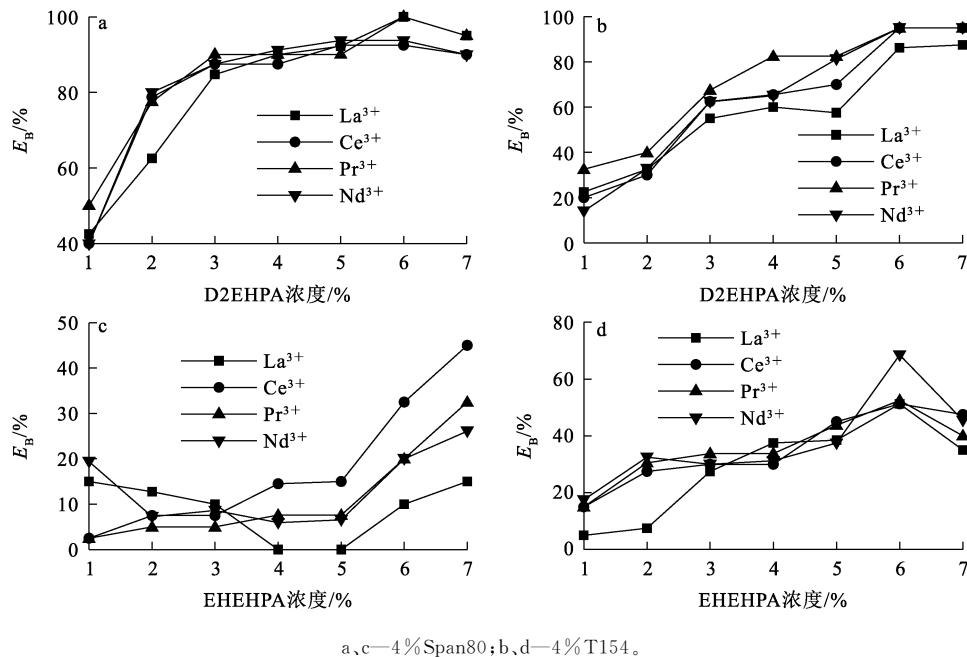 a
E_B/%
100
80
60
40
La³⁺
Ce³⁺
Pr³⁺
Nd³⁺
1 2 3 4 5 6 7
D2EHPA浓度/%
b
E_B/%
100
80
60
40
20
0
La³⁺
Ce³⁺
Pr³⁺
Nd³⁺
1 2 3 4 5 6 7
D2EHPA浓度/%
c
E_B/%
50
40
30
20
10
0
La³⁺
Ce³⁺
Pr³⁺
Nd³⁺
1 2 3 4 5 6 7
EHEHPA浓度/%
d
E_B/%
80
60
40
20
0
La³⁺
Ce³⁺
Pr³⁺
Nd³⁺
1 2 3 4 5 6 7
EHEHPA浓度/%
a、c—4%Span80;b、d—4%T154。